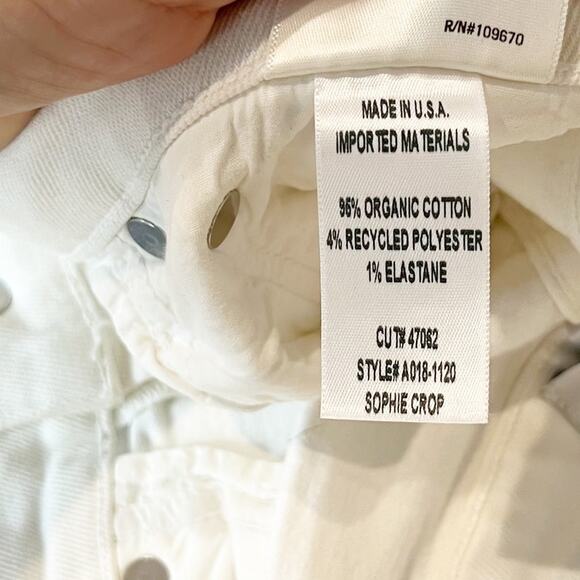 R/N#109670
MADE IN U.S.A.
IMPORTED MATERIALS
96% ORGANIC COTTON
4% RECYCLED POLYESTER
1% ELASTANE
CUT# 47062
STYLE# A018-1120
SOPHIE CROP